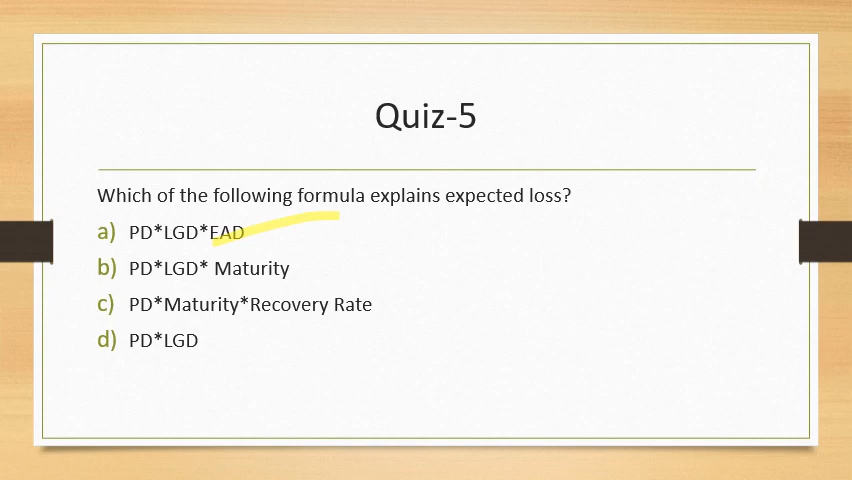 Quiz-5
Which of the following formula explains expected loss?
a) PD*LGD*EAD
b) PD*LGD* Maturity
c) PD*Maturity*Recovery Rate
d) PD*LGD